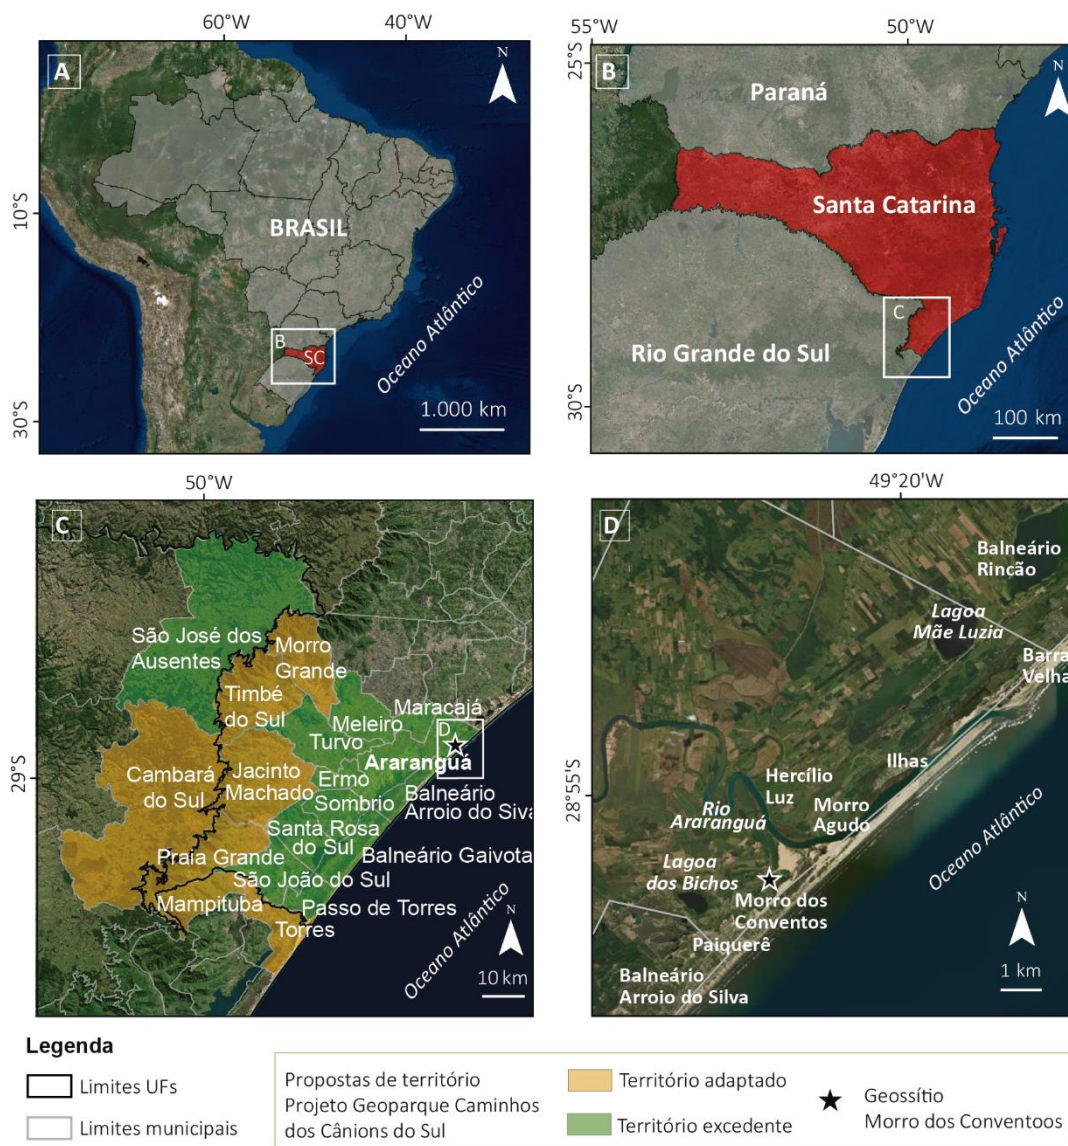 60°W
40°W
A
N
10°S
30°S
BRASIL
B
SC
Oceano Atlântico
1.000 km
55°W
50°W
25°S
30°S
B
N
Paraná
Santa Catarina
C
Rio Grande do Sul
Oceano Atlântico
100 km
50°W
29°S
C
São José dos
Ausentes
Morro
Grande
Timbé
do Sul
Maracajá
Meleiro
Turvo
D
Araranguá
Cambará
do Sul
Jacinto
Machado
Ermo
Sombrio
Balneário
Arroio do Siva
Santa Rosa
do Sul
Balneário Gaivota
Praia Grande
São João do Sul
Mampituba
Passo de Torres
Torres
Oceano Atlântico
N
10 km
49°20'W
28°55'S
D
Balneário
Rincão
Lagoa
Mãe Luzia
Barra
Velha
Ilhas
Hercílio
Luz
Rio
Araranguá
Morro
Agudo
Lagoa
dos Bichos
Morro dos
Conventos
Paiquerê
Balneário
Arroio do Silva
Oceano Atlântico
N
1 km
Legenda
Limites UFs
Limites municipais
Propostas de território
Projeto Geoparque Caminhos
dos Cânions do Sul
Território adaptado
Território excedente
Geossítio
Morro dos Conventoos